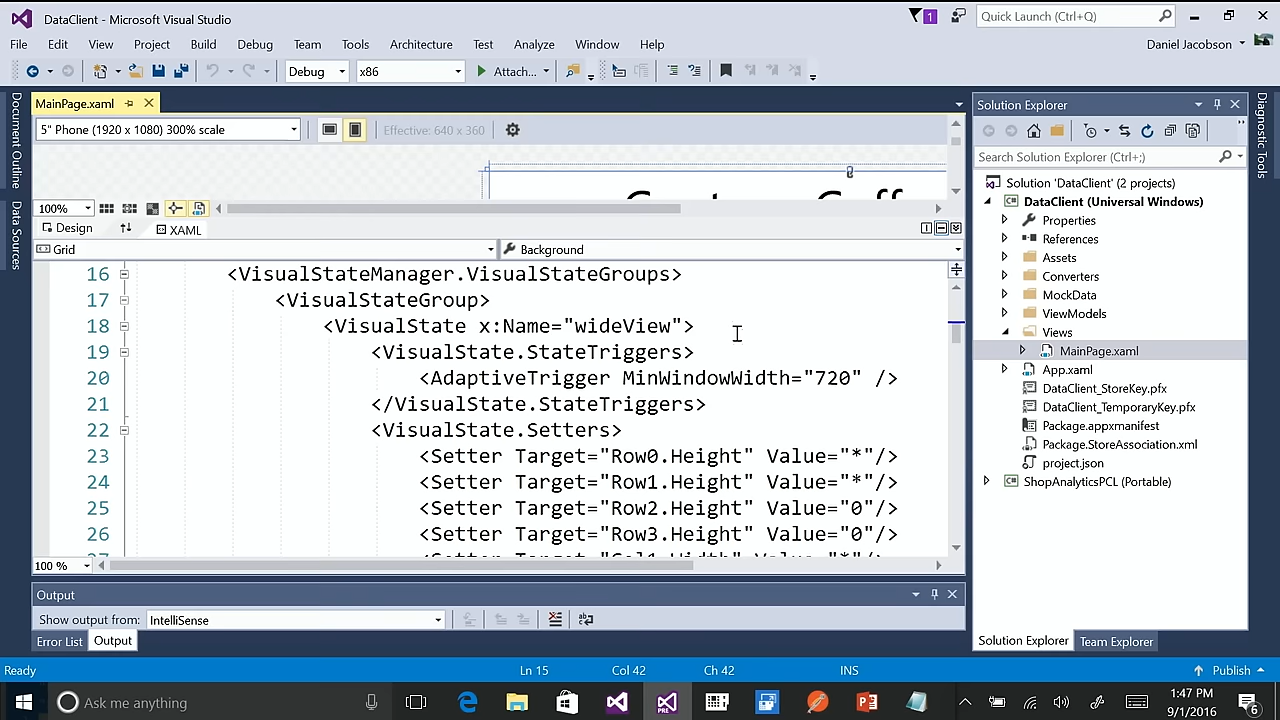 DataClient - Microsoft Visual Studio
1
Quick Launch (Ctrl+Q)
File Edit View Project Build Debug Team Tools Architecture Test Analyze Window Help
Daniel Jacobson
Debug x86 Attach...
Document Outline
Data Sources
MainPage.xaml
5" Phone (1920 x 1080) 300% scale
Effective: 640 x 360
100%
Design XAML
Grid Background
16 <VisualStateManager.VisualStateGroups>
17 <VisualStateGroup>
18 <VisualState x:Name="wideView">
19 <VisualState.StateTriggers>
20 <AdaptiveTrigger MinWindowWidth="720" />
21 </VisualState.StateTriggers>
22 <VisualState.Setters>
23 <Setter Target="Row0.Height" Value="*"/>
24 <Setter Target="Row1.Height" Value="*"/>
25 <Setter Target="Row2.Height" Value="0"/>
26 <Setter Target="Row3.Height" Value="0"/>
100 %
Output
Show output from: IntelliSense
Error List Output
Solution Explorer
Search Solution Explorer (Ctrl+;)
Solution 'DataClient' (2 projects)
DataClient (Universal Windows)
Properties
References
Assets
Converters
MockData
ViewModels
Views
MainPage.xaml
App.xaml
DataClient_StoreKey.pfx
DataClient_TemporaryKey.pfx
Package.appxmanifest
Package.StoreAssociation.xml
project.json
ShopAnalyticsPCL (Portable)
Solution Explorer Team Explorer
Diagnostic Tools
Ready Ln 15 Col 42 Ch 42 INS Publish
Ask me anything
PRE
1:47 PM
9/1/2016
6